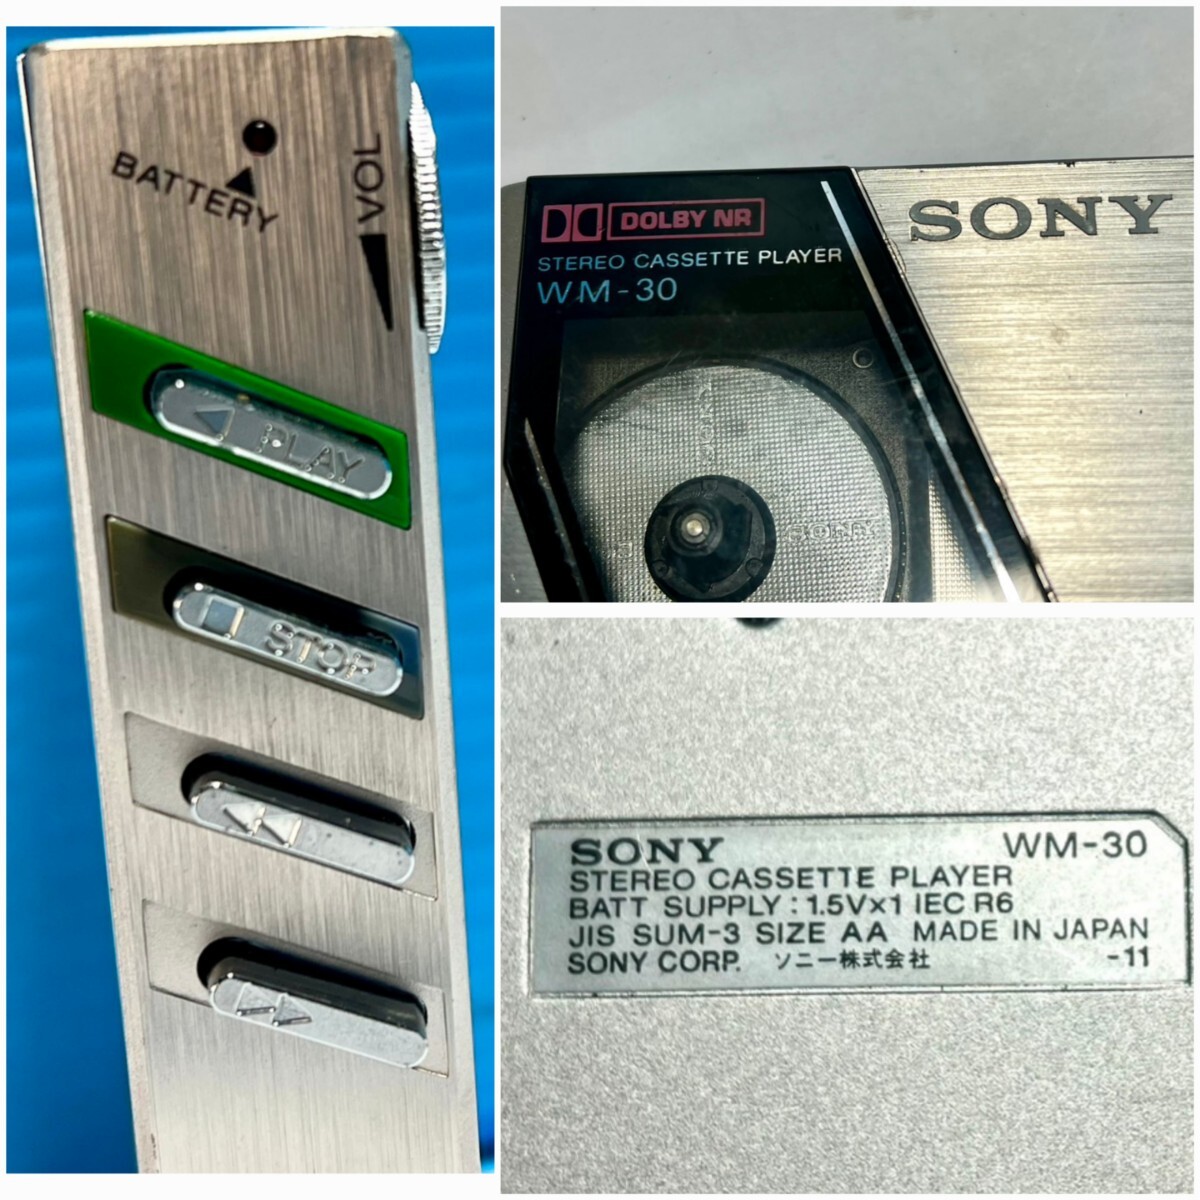 BATTERY
VOL
PLAY
STOP
DOLBY NR
STEREO CASSETTE PLAYER
WM-30
SONY
SONY
SONY
SONY WM-30
STEREO CASSETTE PLAYER
BATT SUPPLY : 1.5V×1 IEC R6
JIS SUM-3 SIZE AA MADE IN JAPAN
SONY CORP. ソニー株式会社 -11